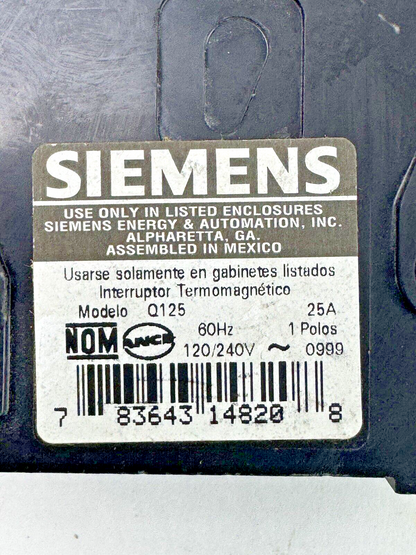 SIEMENS
USE ONLY IN LISTED ENCLOSURES
SIEMENS ENERGY & AUTOMATION, INC.
ALPHARETTA, GA.
ASSEMBLED IN MEXICO
Usarse solamente en gabinetes listados
Interruptor Termomagnético
Modelo Q125 25A
NOM ANCE 60Hz 1 Polos
120/240V ~ 0999
7 83643 14820 8